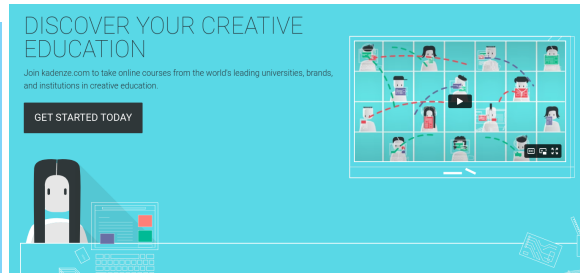 DISCOVER YOUR CREATIVE
EDUCATION
Join kadenze.com to take online courses from the world's leading universities, brands,
and institutions in creative education.
GET STARTED TODAY